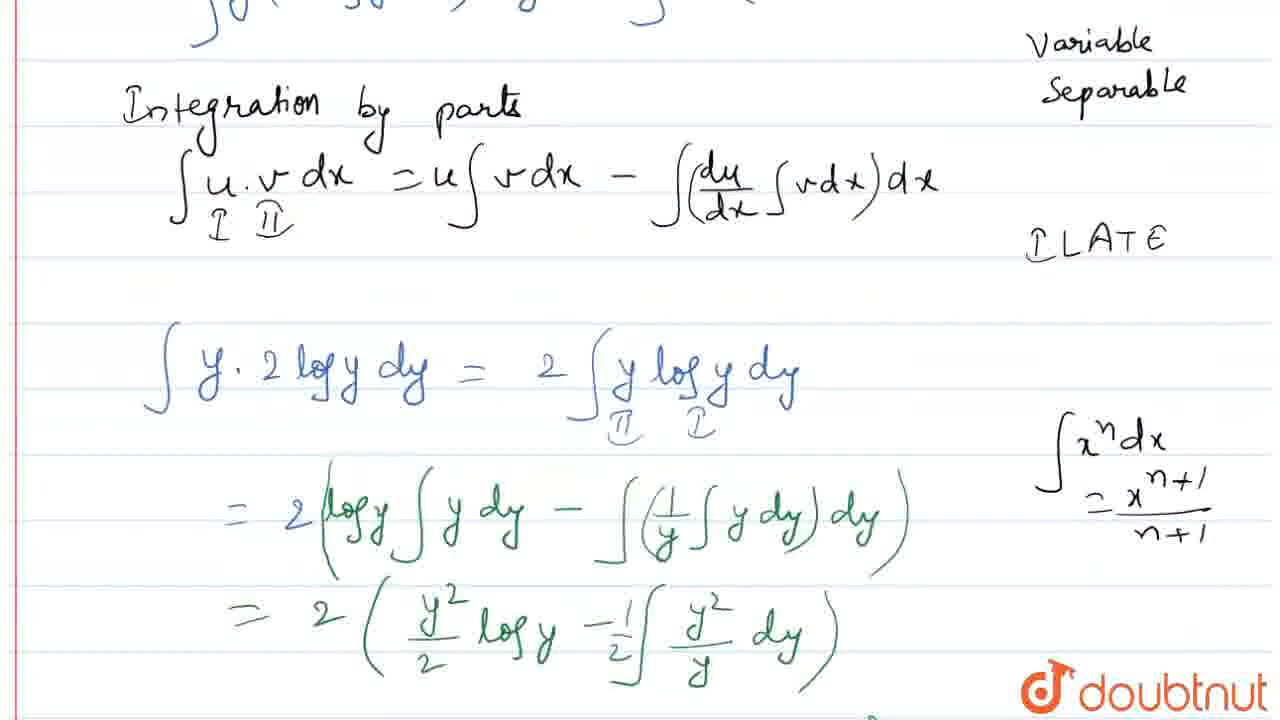 Variable
Separable
Integration by parts
∫ u . v dx = u ∫ v dx - ∫ (du/dx ∫ v dx) dx
I II
I L A T E
∫ y . 2 log y dy = 2 ∫ y log y dy
II I
∫ x^n dx
= x^(n+1)/(n+1)
= 2 (log y ∫ y dy - ∫ (1/y ∫ y dy) dy)
= 2 (y^2/2 log y - 1/2 ∫ y^2/y dy)
doubtnut